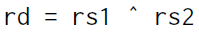 rd = rs1 ^ rs2